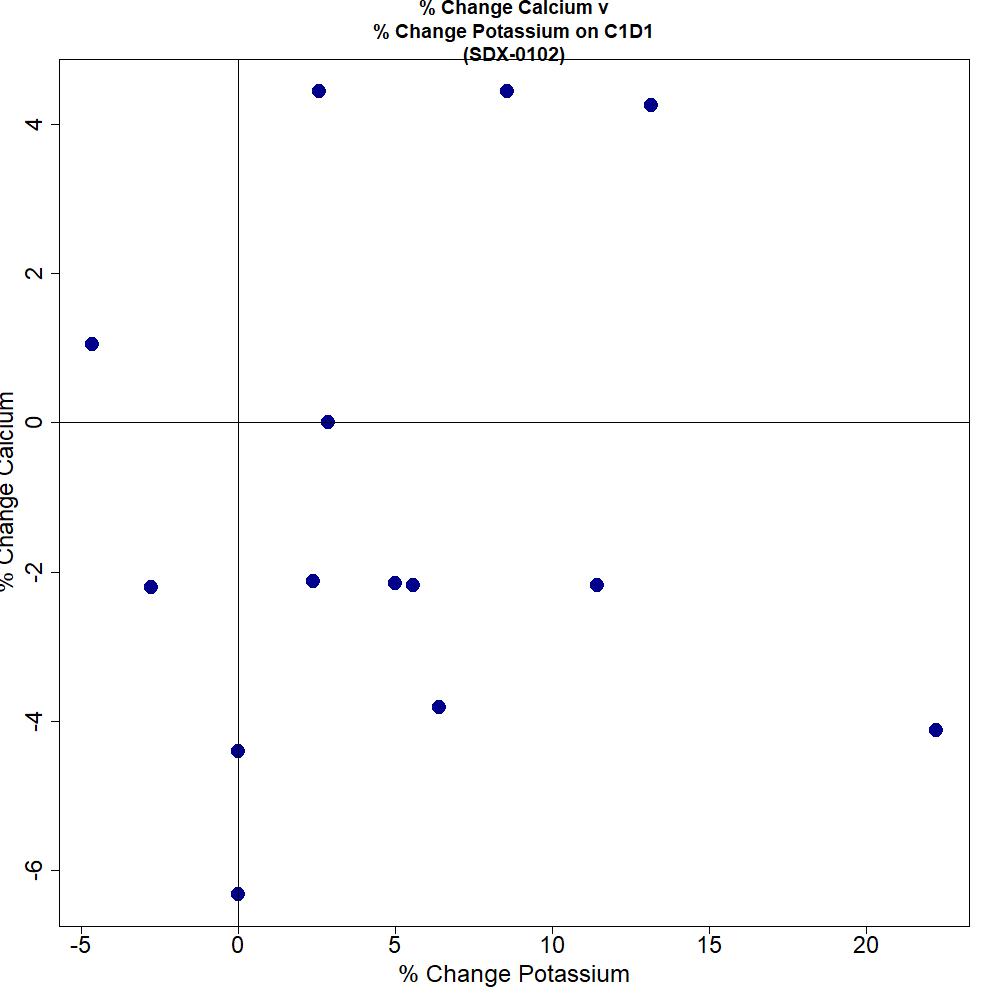 % Change Calcium v
% Change Potassium on C1D1
(SDX-0102)
% Change Calcium
4
2
0
-2
-4
-6
-5
0
5
10
15
20
% Change Potassium